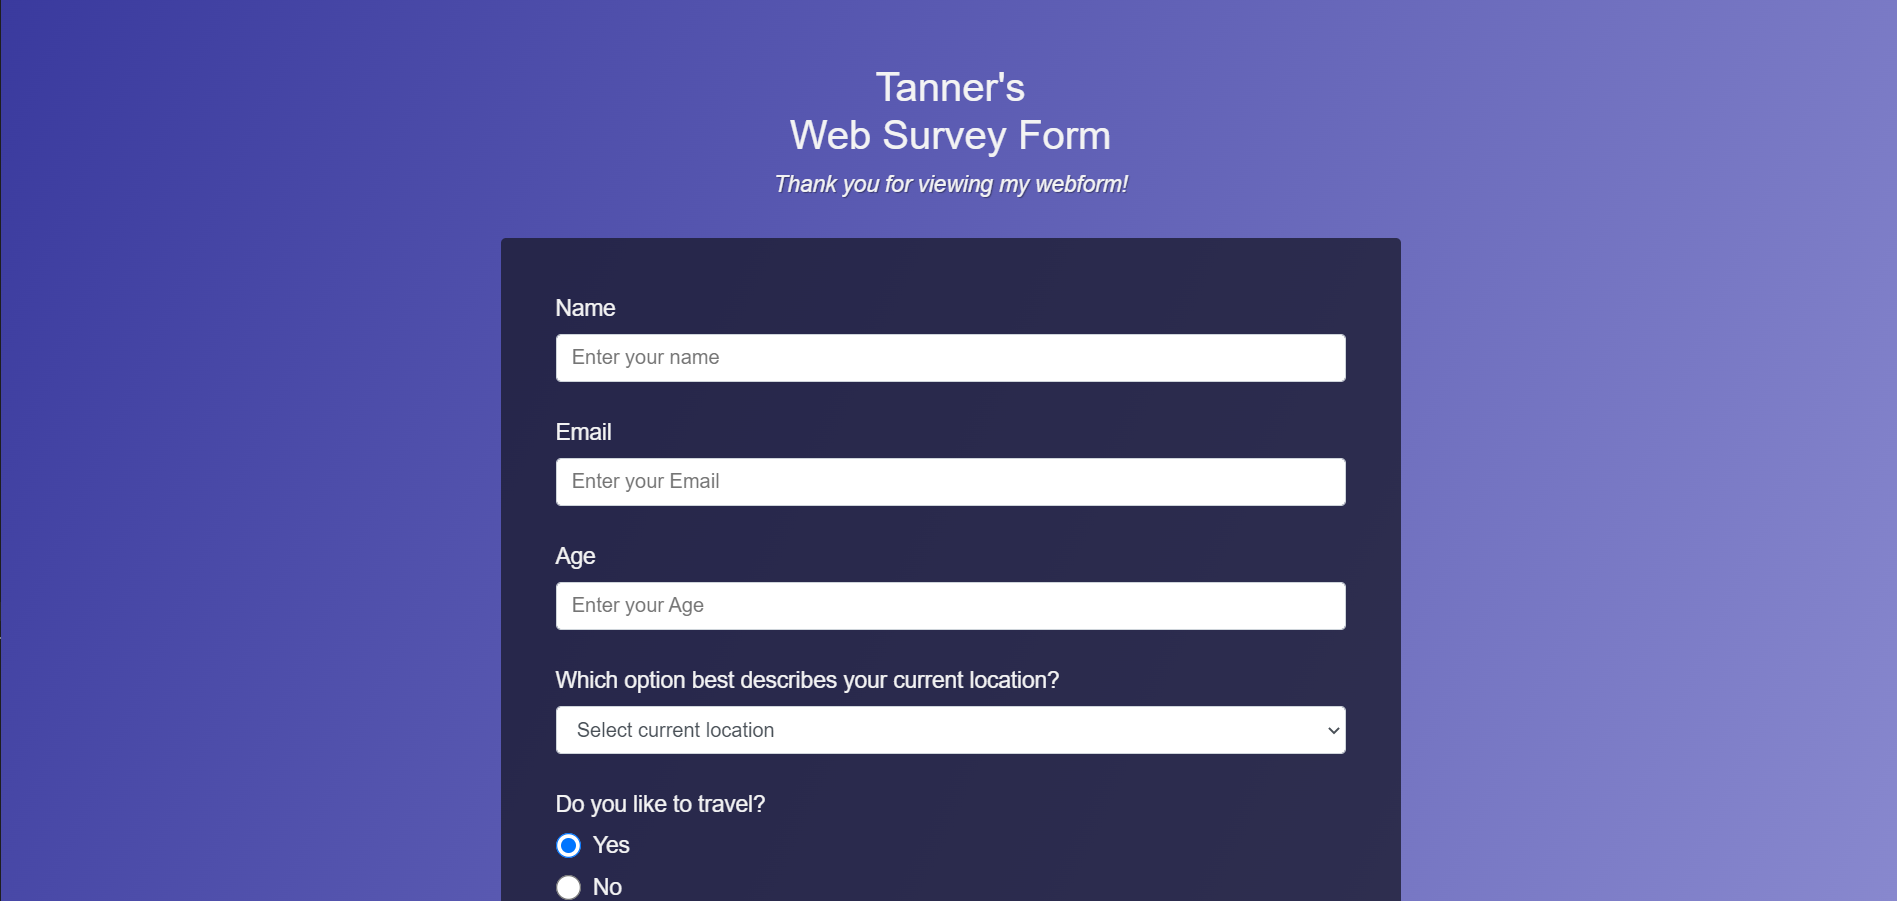 Tanner's
Web Survey Form
Thank you for viewing my webform!
Name
Enter your name
Email
Enter your Email
Age
Enter your Age
Which option best describes your current location?
Select current location
Do you like to travel?
Yes
No